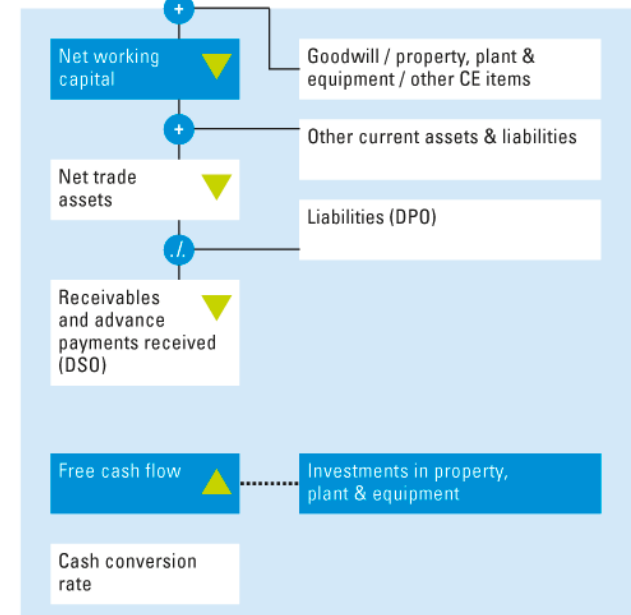 +
Net working
capital
Goodwill / property, plant &
equipment / other CE items
+
Other current assets & liabilities
Net trade
assets
Liabilities (DPO)
./.
Receivables
and advance
payments received
(DSO)
Free cash flow
Investments in property,
plant & equipment
Cash conversion
rate